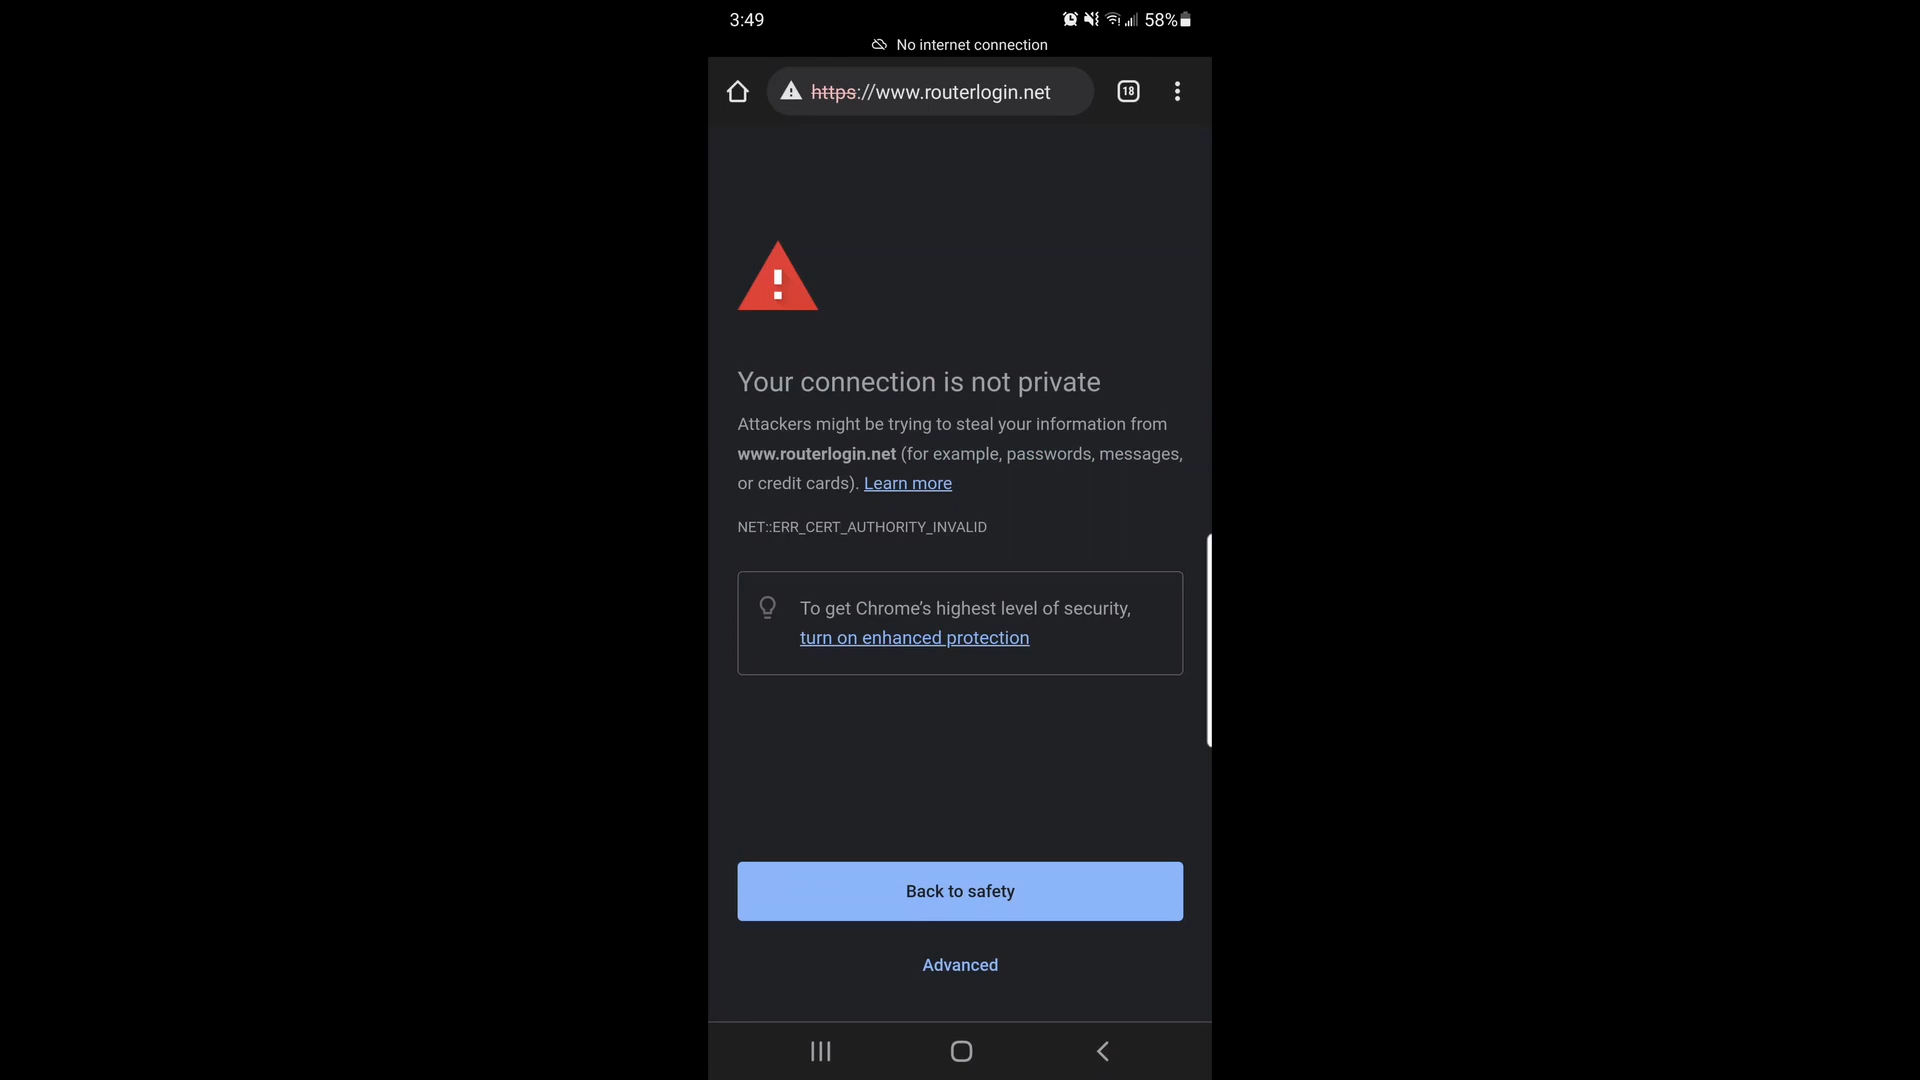 3:49
58%
No internet connection
https://www.routerlogin.net
18
Your connection is not private
Attackers might be trying to steal your information from
www.routerlogin.net (for example, passwords, messages,
or credit cards). Learn more
NET::ERR_CERT_AUTHORITY_INVALID
To get Chrome’s highest level of security,
turn on enhanced protection
Back to safety
Advanced